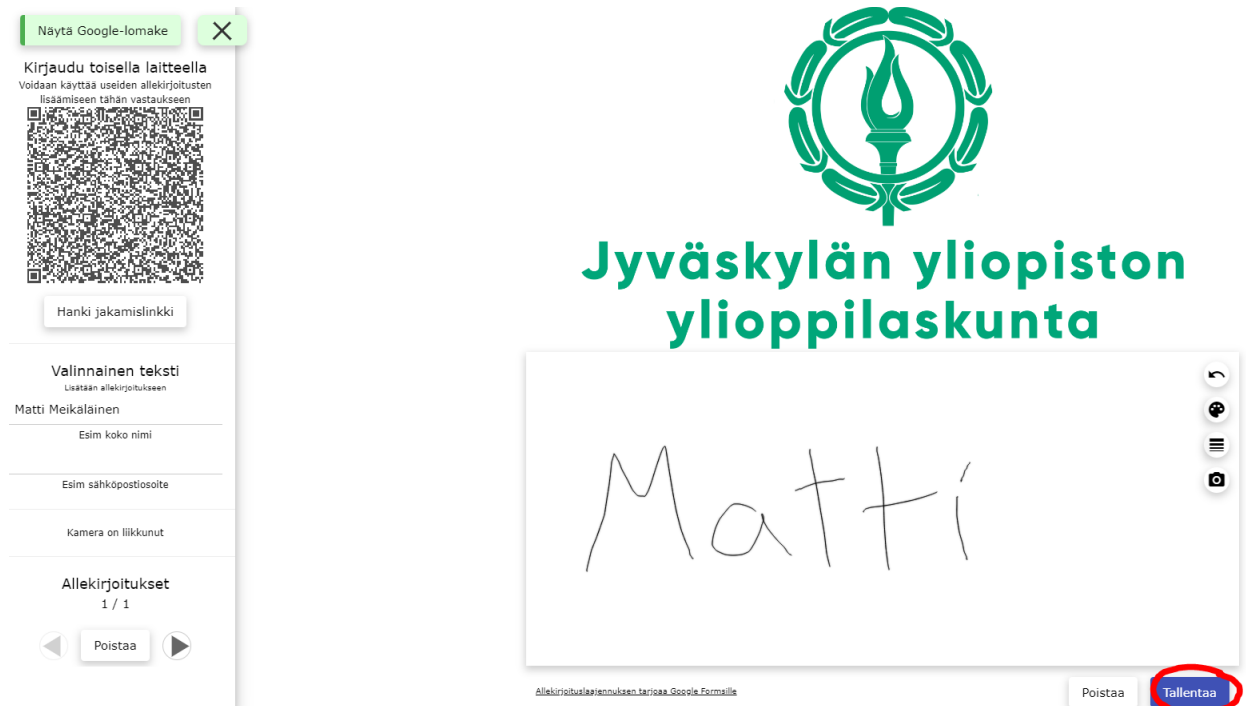 Näytä Google-lomake
Kirjaudu toisella laitteella
Voidaan käyttää useiden allekirjoitusten
lisäämiseen tähän vastaukseen
Hanki jakamislinkki
Valinnainen teksti
Lisätään allekirjoitukseen
Matti Meikäläinen
Esim koko nimi
Esim sähköpostiosoite
Kamera on liikkunut
Allekirjoitukset
1 / 1
Poistaa
Jyväskylän yliopiston
ylioppilaskunta
Matti
Allekirjoituslaajennuksen tarjoaa Google Formsille
Poistaa
Tallentaa